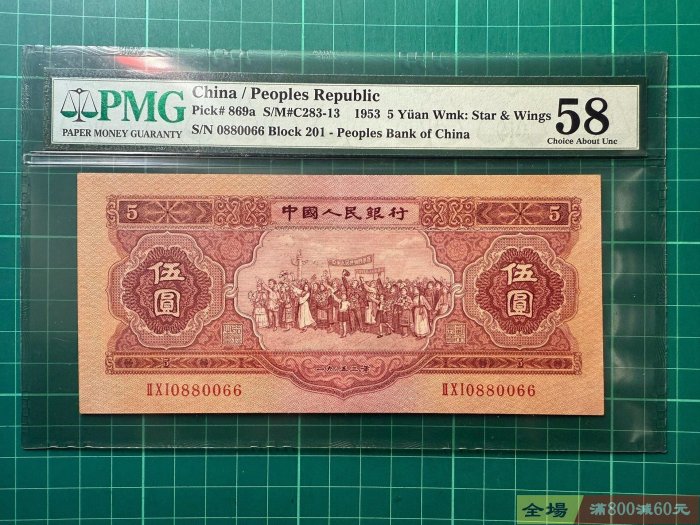 PMG
PAPER MONEY GUARANTY
China / Peoples Republic
Pick# 869a S/M#C283-13 1953 5 Yüan Wmk: Star & Wings
S/N 0880066 Block 201 - Peoples Bank of China
58
Choice About Unc
5 中國人民銀行 5
伍圓 伍圓
一九五三年
ⅡⅩⅠ0880066 ⅡⅩⅠ0880066
全場 滿800減60元